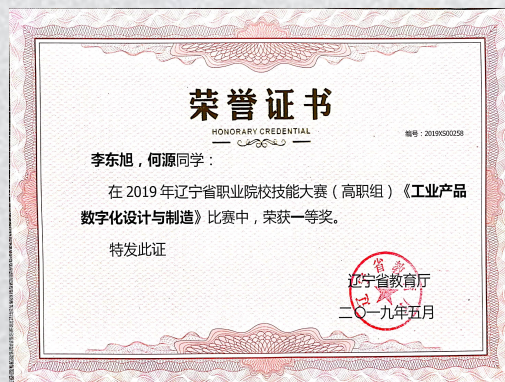 荣誉证书
HONORARY CREDENTIAL
编号：2019XS00258
李东旭，何源同学：
在 2019 年辽宁省职业院校技能大赛（高职组）《工业产品
数字化设计与制造》比赛中，荣获一等奖。
特发此证
辽宁省教育厅
二〇一九年五月